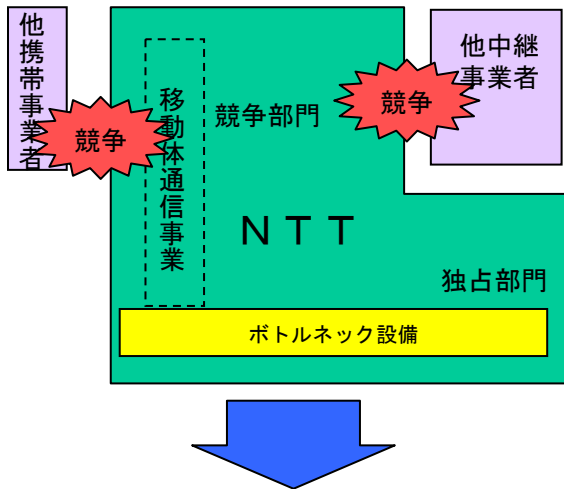 他携帯事業者
競争
移動体通信事業
競争部門
競争
他中継
事業者
ＮＴＴ
独占部門
ボトルネック設備